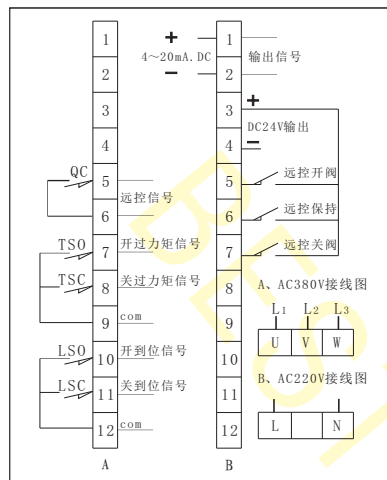 1
2
3
4
QC
5
远控信号
6
TSO
7
开过力矩信号
TSC
8
关过力矩信号
9
com
LSO
10
开到位信号
LSC
11
关到位信号
12
com
A
+
4～20mA.DC
−
1
输出信号
2
3
+
DC24V输出
4
−
5
远控开阀
6
远控保持
7
远控关阀
8
9
10
11
12
B
A、AC380V接线图
L1 L2 L3
U V W
B、AC220V接线图
L N
BEST